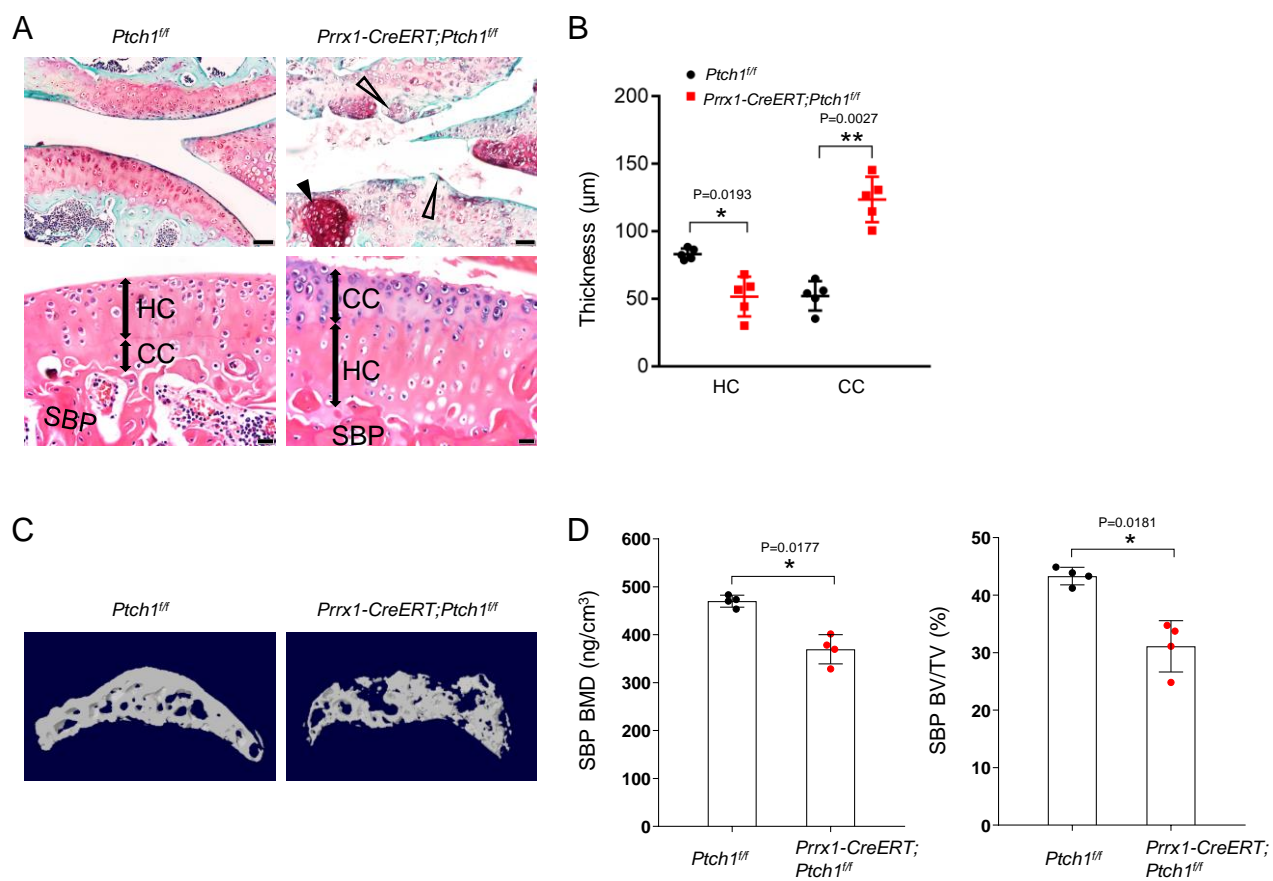 A
Ptch1f/f
Prrx1-CreERT;Ptch1f/f
HC
CC
SBP
CC
HC
SBP
B
Ptch1f/f
Prrx1-CreERT;Ptch1f/f
P=0.0027
**
P=0.0193
*
Thicknesss (µm)
200
150
100
50
0
HC
CC
C
Ptch1f/f
Prrx1-CreERT;Ptch1f/f
D
P=0.0177
*
SBP BMD (ng/cm³)
600
500
400
300
200
100
0
Ptch1f/f
Prrx1-CreERT;
Ptch1f/f
P=0.0181
*
SBP BV/TV (%)
50
40
30
20
10
0
Ptch1f/f
Prrx1-CreERT;
Ptch1f/f